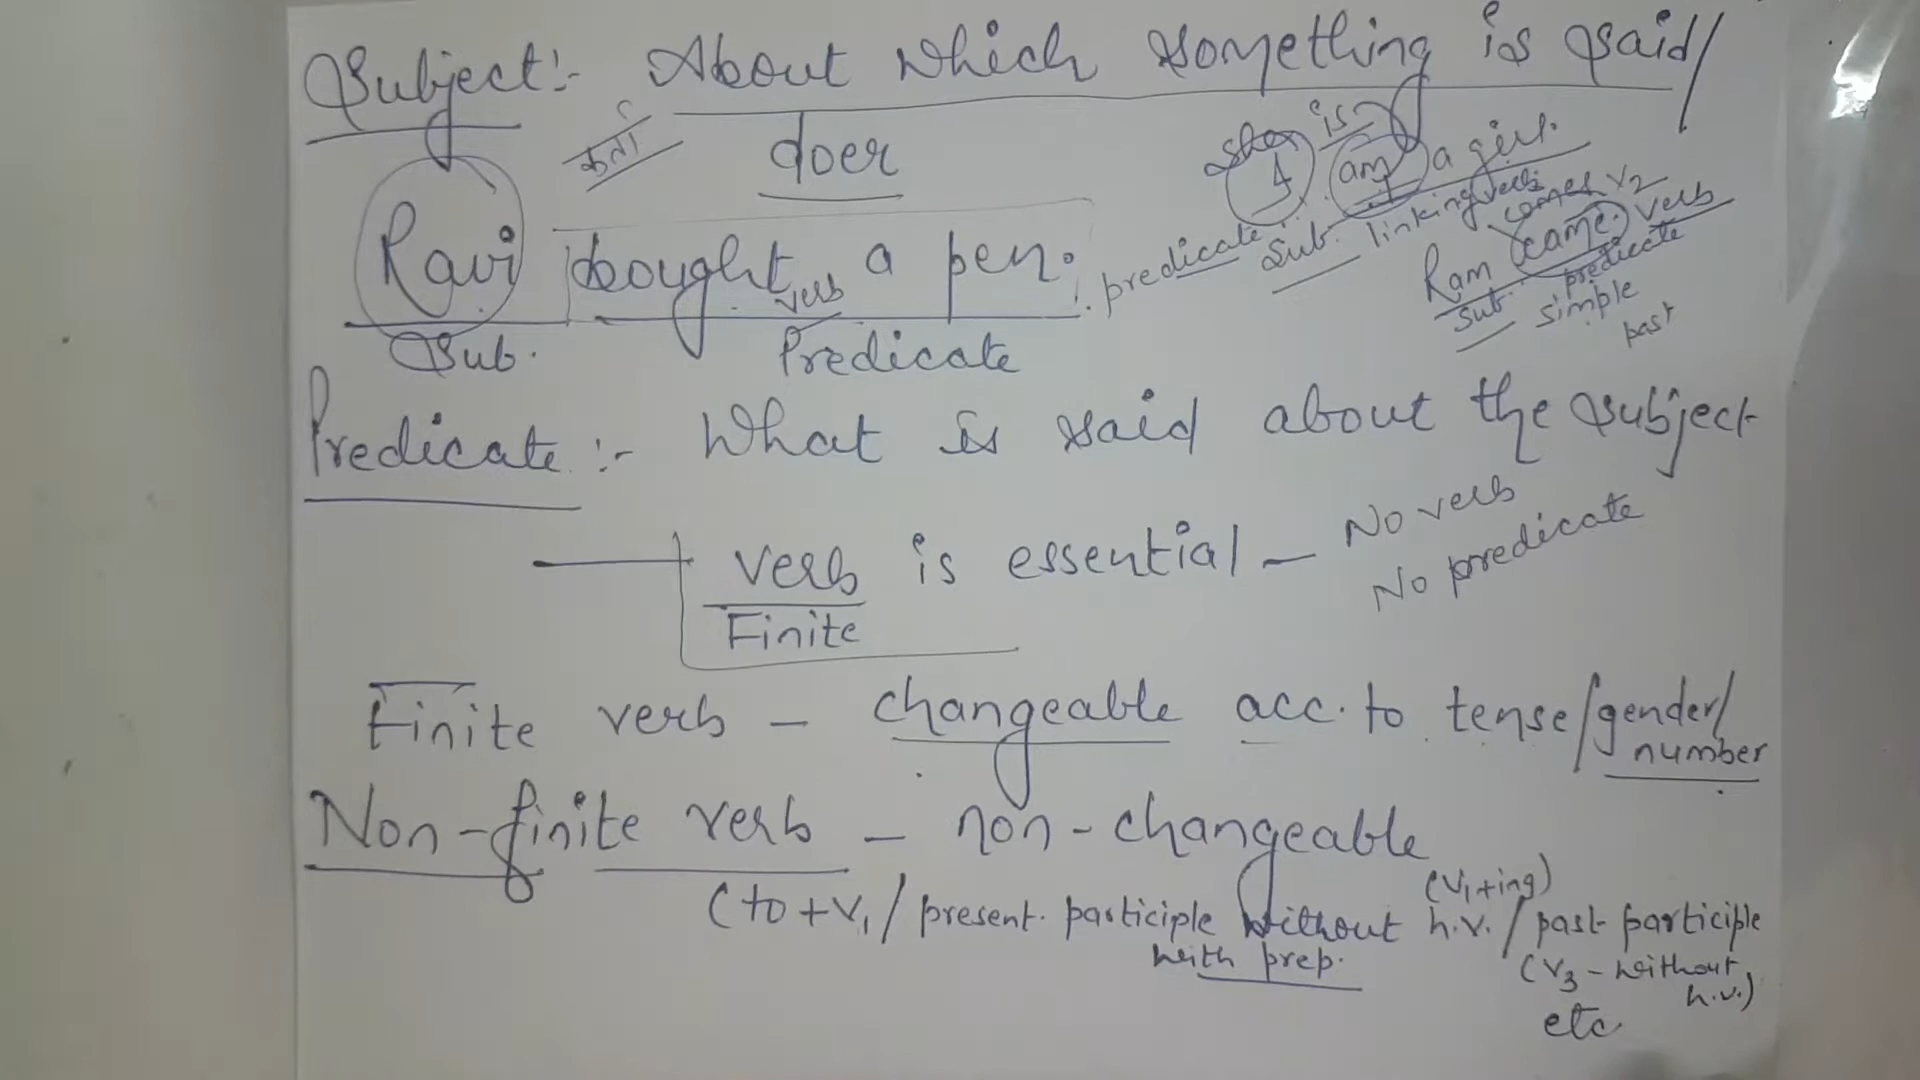 Subject:- About which something is said/
कर्ता
doer
She is
I am a girl.
Sub. linking verb
predicate
Ravi bought a pen.
verb
Sub. Predicate
comes V2
Ram came. verb
Sub. predicate
simple
past
Predicate :- What is said about the subject
verb is essential - No verb
No predicate
Finite
Finite verb - changeable acc. to tense/gender/
number
Non-finite verb - non-changeable
(V1+ing)
(to+V1/present participle without h.v./past participle
with prep.
(V3 - without
h.v.)
etc